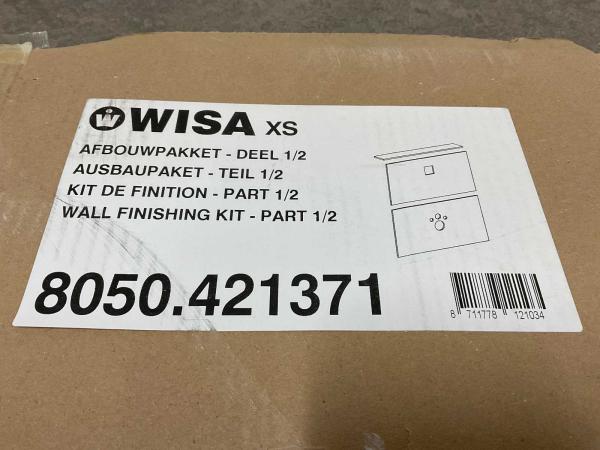 WISA XS
AFBOUWPAKKET - DEEL 1/2
AUSBAUPAKET - TEIL 1/2
KIT DE FINITION - PART 1/2
WALL FINISHING KIT - PART 1/2
8050.421371
8 711778 121034